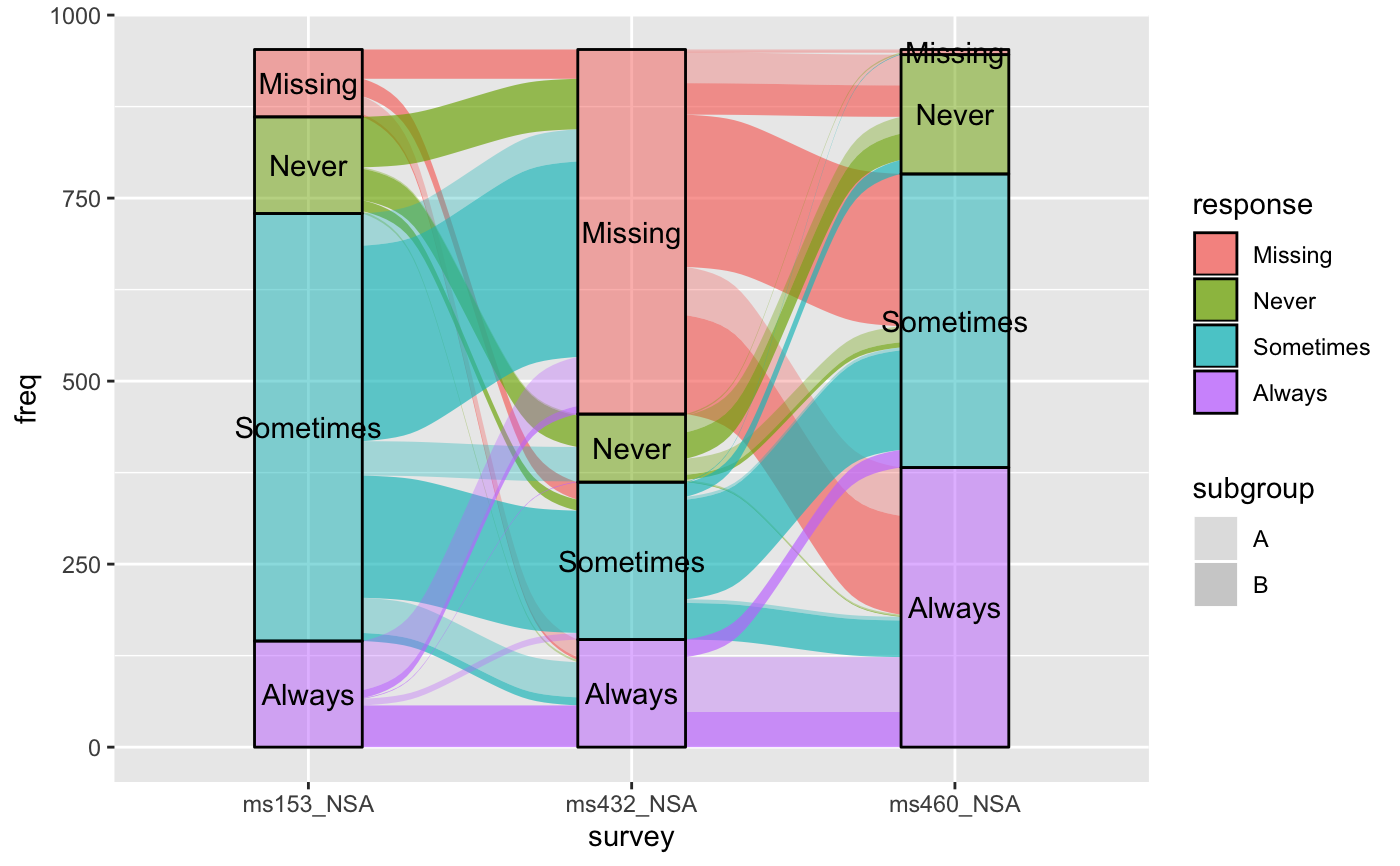 1000
750
500
250
0
freq
Missing
Never
Sometimes
Always
Missing
Never
Sometimes
Always
Missing
Never
Sometimes
Always
ms153_NSA
ms432_NSA
ms460_NSA
survey
response
Missing
Never
Sometimes
Always
subgroup
A
B